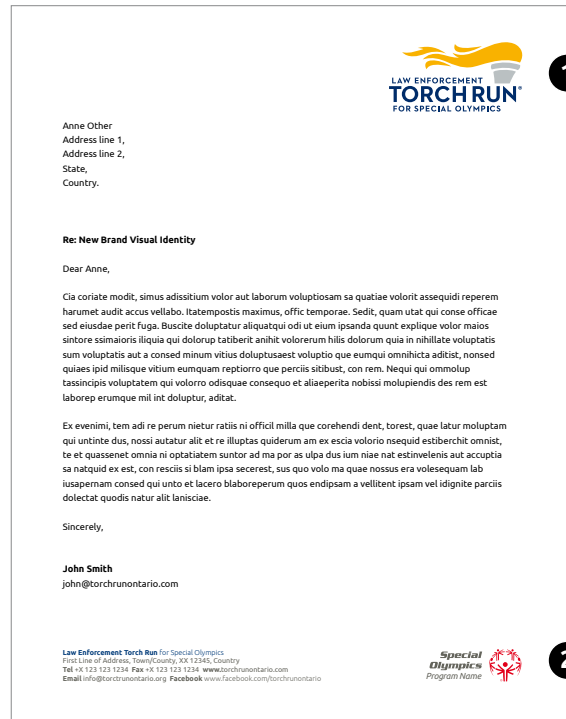 LAW ENFORCEMENT
TORCH RUN®
FOR SPECIAL OLYMPICS
1
Anne Other
Address line 1,
Address line 2,
State,
Country.
Re: New Brand Visual Identity
Dear Anne,
Cia coriate modit, simus adissitium volor aut laborum voluptiosam sa quatiae volorit assequidi reperem
harumet audit accus vellabo. Itatempostis maximus, offic temporae. Sedit, quam utat qui conse officae
sed eiusdae perit fuga. Buscite doluptatur aliquatqui odi ut eium ipsanda quunt explique volor maios
sintore ssimaioris iliquia qui dolorup tatiberit anihit volorerum hilis dolorum quia in nihillate voluptatis
sum voluptatis aut a consed minum vitius doluptusaest voluptio que eumqui omnihicta aditist, nonsed
quiaes ipid milisque vitium eumquam reptiorro que perciis sitibust, con rem. Nequi qui ommolup
tassincipis voluptatem qui volorro odisquae consequo et aliaeperita nobissi molupiendis des rem est
laborep erumque mil int doluptur, aditat.
Ex evenimi, tem adi re perum nietur ratiis ni officil milla que corehendi dent, torest, quae latur moluptam
qui untinte dus, nossi autatur alit et re illuptas quiderum am ex escia volorio nsequid estiberchit omnist,
te et quassenet omnia ni optatiatem suntor ad ma por as ulpa dus ium niae nat estinvelenis aut accuptia
sa natquid ex est, con resciis si blam ipsa secerest, sus quo volo ma quae nossus era volesequam lab
iusapernam consed qui unto et lacero blaboreperum quos endipsam a vellitent ipsam vel idignite parciis
dolectat quodis natur alit lanisciae.
Sincerely,
John Smith
john@torchrunontario.com
Law Enforcement Torch Run for Special Olympics
First Line of Address, Town/County, XX 12345, Country
Tel +X 123 123 1234 Fax +X 123 123 1234 www.torchrunontario.com
Email info@torctrunontario.org Facebook www.facebook.com/torchrunontario
Special
Olympics
Program Name
2